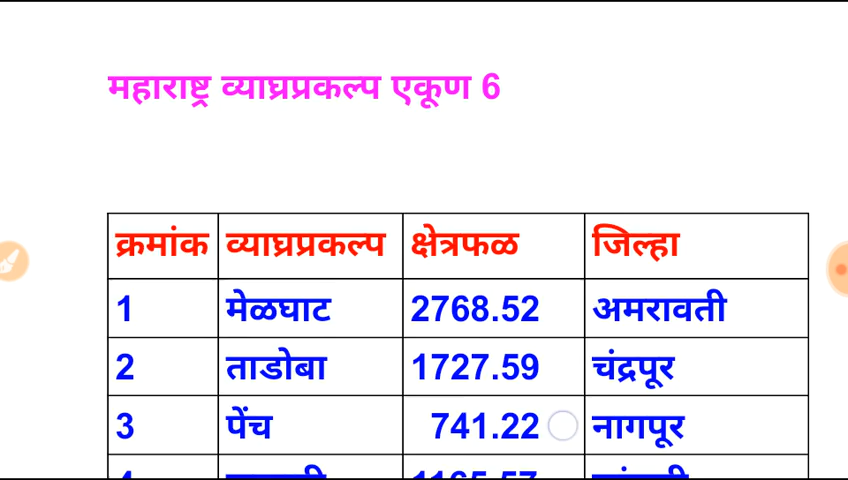 महाराष्ट्र व्याघ्रप्रकल्प एकूण 6
क्रमांक व्याघ्रप्रकल्प क्षेत्रफळ जिल्हा
1 मेळघाट 2768.52 अमरावती
2 ताडोबा 1727.59 चंद्रपूर
3 पेंच 741.22 नागपूर